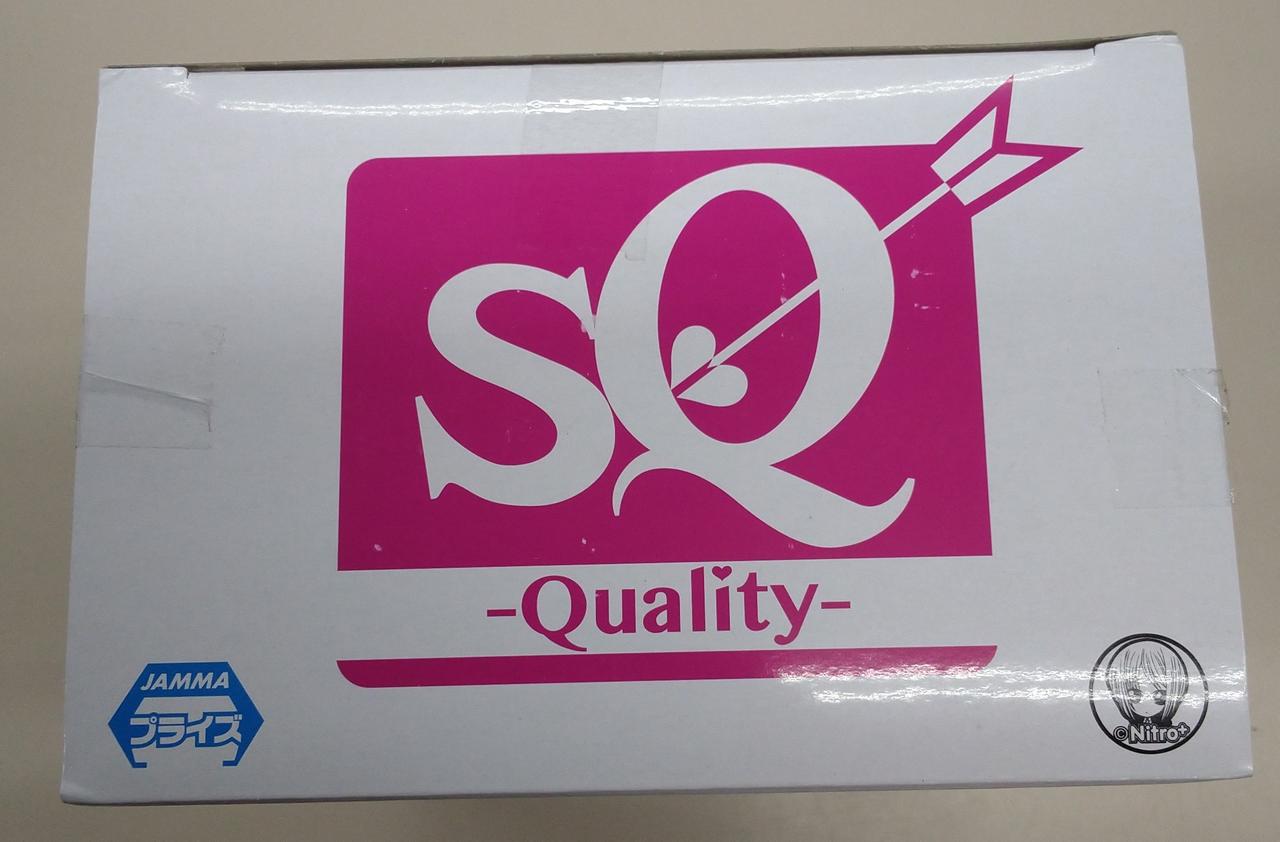 SQ
-Quality-
JAMMA
プライズ
©Nitro+